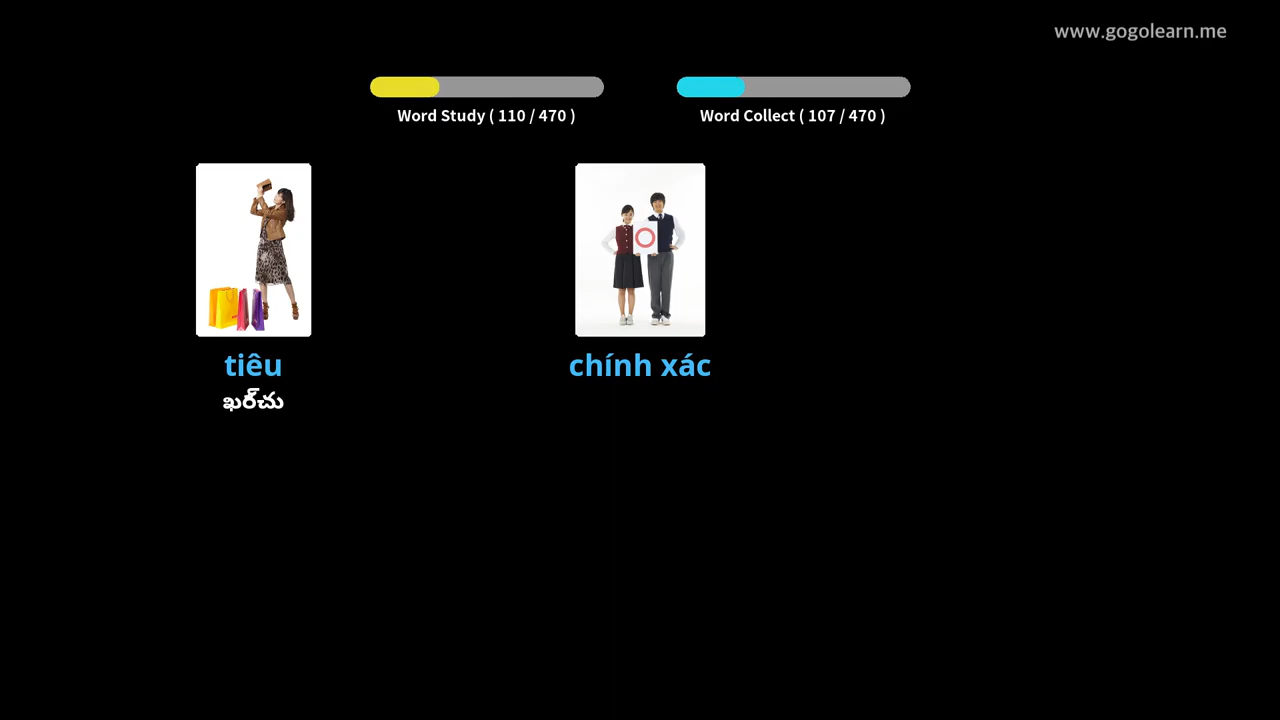 www.gogolearn.me
Word Study ( 110 / 470 )
Word Collect ( 107 / 470 )
tiêu
ఖర్చు
chính xác